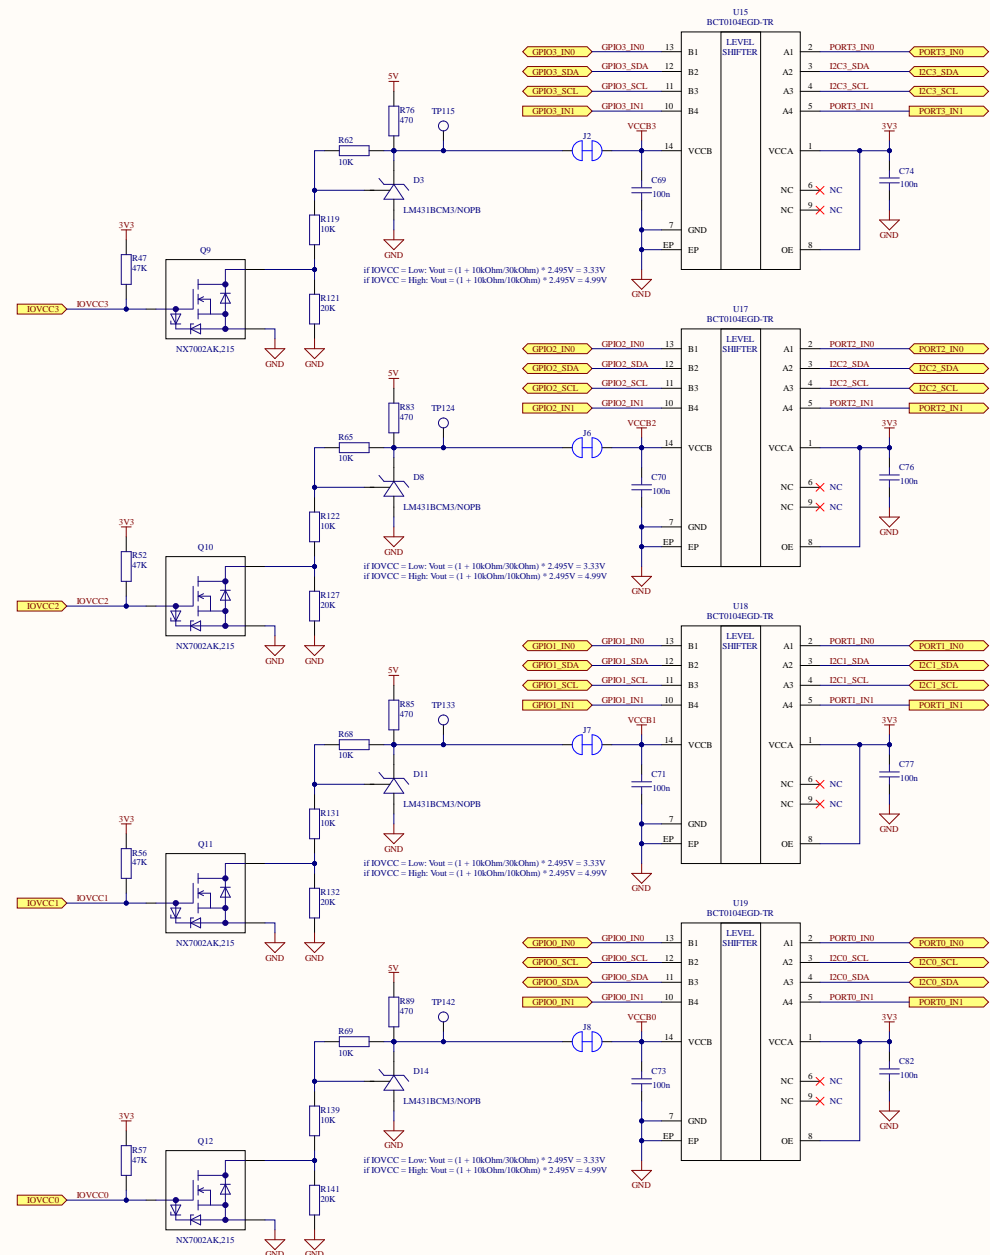 U15
BCT0104EGD-TR
LEVEL
SHIFTER
GPIO3_IN0 GPIO3_IN0 13 B1 A1 2 PORT3_IN0 PORT3_IN0
GPIO3_SDA GPIO3_SDA 12 B2 A2 3 I2C3_SDA I2C3_SDA
GPIO3_SCL GPIO3_SCL 11 B3 A3 4 I2C3_SCL I2C3_SCL
GPIO3_IN1 GPIO3_IN1 10 B4 A4 5 PORT3_IN1 PORT3_IN1
5V
R76
470
TP115
R62
10K
J2
VCCB3
14 VCCB VCCA 1
3V3
C69
100n
C74
100n
NC 6 NC
NC 9 NC
GND
7 GND
EP EP OE 8
GND
D3
LM431BCM3/NOPB
GND
R119
10K
3V3
R47
47K
Q9
if IOVCC = Low: Vout = (1 + 10kOhm/30kOhm) * 2.495V = 3.33V
if IOVCC = High: Vout = (1 + 10kOhm/10kOhm) * 2.495V = 4.99V
R121
20K
IOVCC3 IOVCC3
NX7002AK,215
GND
GND
U17
BCT0104EGD-TR
LEVEL
SHIFTER
GPIO2_IN0 GPIO2_IN0 13 B1 A1 2 PORT2_IN0 PORT2_IN0
GPIO2_SDA GPIO2_SDA 12 B2 A2 3 I2C2_SDA I2C2_SDA
GPIO2_SCL GPIO2_SCL 11 B3 A3 4 I2C2_SCL I2C2_SCL
GPIO2_IN1 GPIO2_IN1 10 B4 A4 5 PORT2_IN1 PORT2_IN1
5V
R83
470
TP124
R65
10K
J6
VCCB2
14 VCCB VCCA 1
3V3
C70
100n
C76
100n
NC 6 NC
NC 9 NC
GND
7 GND
EP EP OE 8
GND
D8
LM431BCM3/NOPB
GND
R122
10K
3V3
R52
47K
Q10
if IOVCC = Low: Vout = (1 + 10kOhm/30kOhm) * 2.495V = 3.33V
if IOVCC = High: Vout = (1 + 10kOhm/10kOhm) * 2.495V = 4.99V
R127
20K
IOVCC2 IOVCC2
NX7002AK,215
GND
GND
U18
BCT0104EGD-TR
LEVEL
SHIFTER
GPIO1_IN0 GPIO1_IN0 13 B1 A1 2 PORT1_IN0 PORT1_IN0
GPIO1_SDA GPIO1_SDA 12 B2 A2 3 I2C1_SDA I2C1_SDA
GPIO1_SCL GPIO1_SCL 11 B3 A3 4 I2C1_SCL I2C1_SCL
GPIO1_IN1 GPIO1_IN1 10 B4 A4 5 PORT1_IN1 PORT1_IN1
5V
R85
470
TP133
R68
10K
J7
VCCB1
14 VCCB VCCA 1
3V3
C71
100n
C77
100n
NC 6 NC
NC 9 NC
GND
7 GND
EP EP OE 8
GND
D11
LM431BCM3/NOPB
GND
R131
10K
3V3
R56
47K
Q11
if IOVCC = Low: Vout = (1 + 10kOhm/30kOhm) * 2.495V = 3.33V
if IOVCC = High: Vout = (1 + 10kOhm/10kOhm) * 2.495V = 4.99V
R132
20K
IOVCC1 IOVCC1
NX7002AK,215
GND
GND
U19
BCT0104EGD-TR
LEVEL
SHIFTER
GPIO0_IN0 GPIO0_IN0 13 B1 A1 2 PORT0_IN0 PORT0_IN0
GPIO0_SCL GPIO0_SCL 12 B2 A2 3 I2C0_SCL I2C0_SCL
GPIO0_SDA GPIO0_SDA 11 B3 A3 4 I2C0_SDA I2C0_SDA
GPIO0_IN1 GPIO0_IN1 10 B4 A4 5 PORT0_IN1 PORT0_IN1
5V
R89
470
TP142
R69
10K
J8
VCCB0
14 VCCB VCCA 1
3V3
C73
100n
C82
100n
NC 6 NC
NC 9 NC
GND
7 GND
EP EP OE 8
GND
D14
LM431BCM3/NOPB
GND
R139
10K
3V3
R57
47K
Q12
if IOVCC = Low: Vout = (1 + 10kOhm/30kOhm) * 2.495V = 3.33V
if IOVCC = High: Vout = (1 + 10kOhm/10kOhm) * 2.495V = 4.99V
R141
20K
IOVCC0 IOVCC0
NX7002AK,215
GND
GND